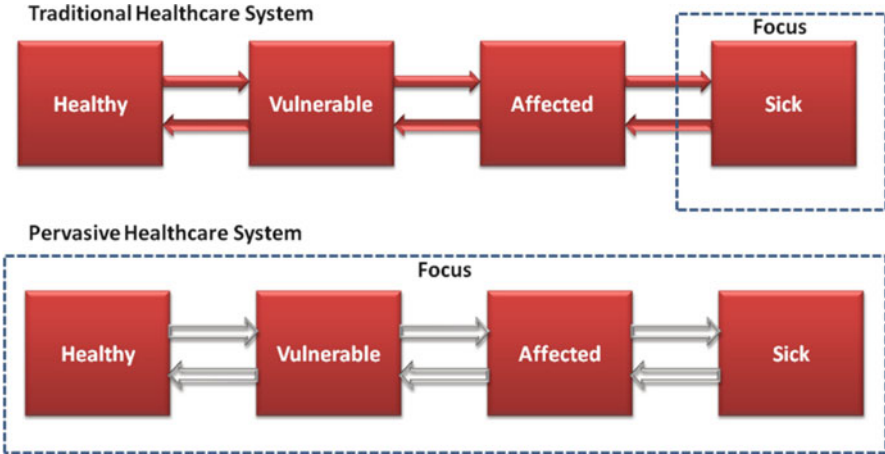 Traditional Healthcare System
Focus
Healthy Vulnerable Affected Sick
Pervasive Healthcare System
Focus
Healthy Vulnerable Affected Sick